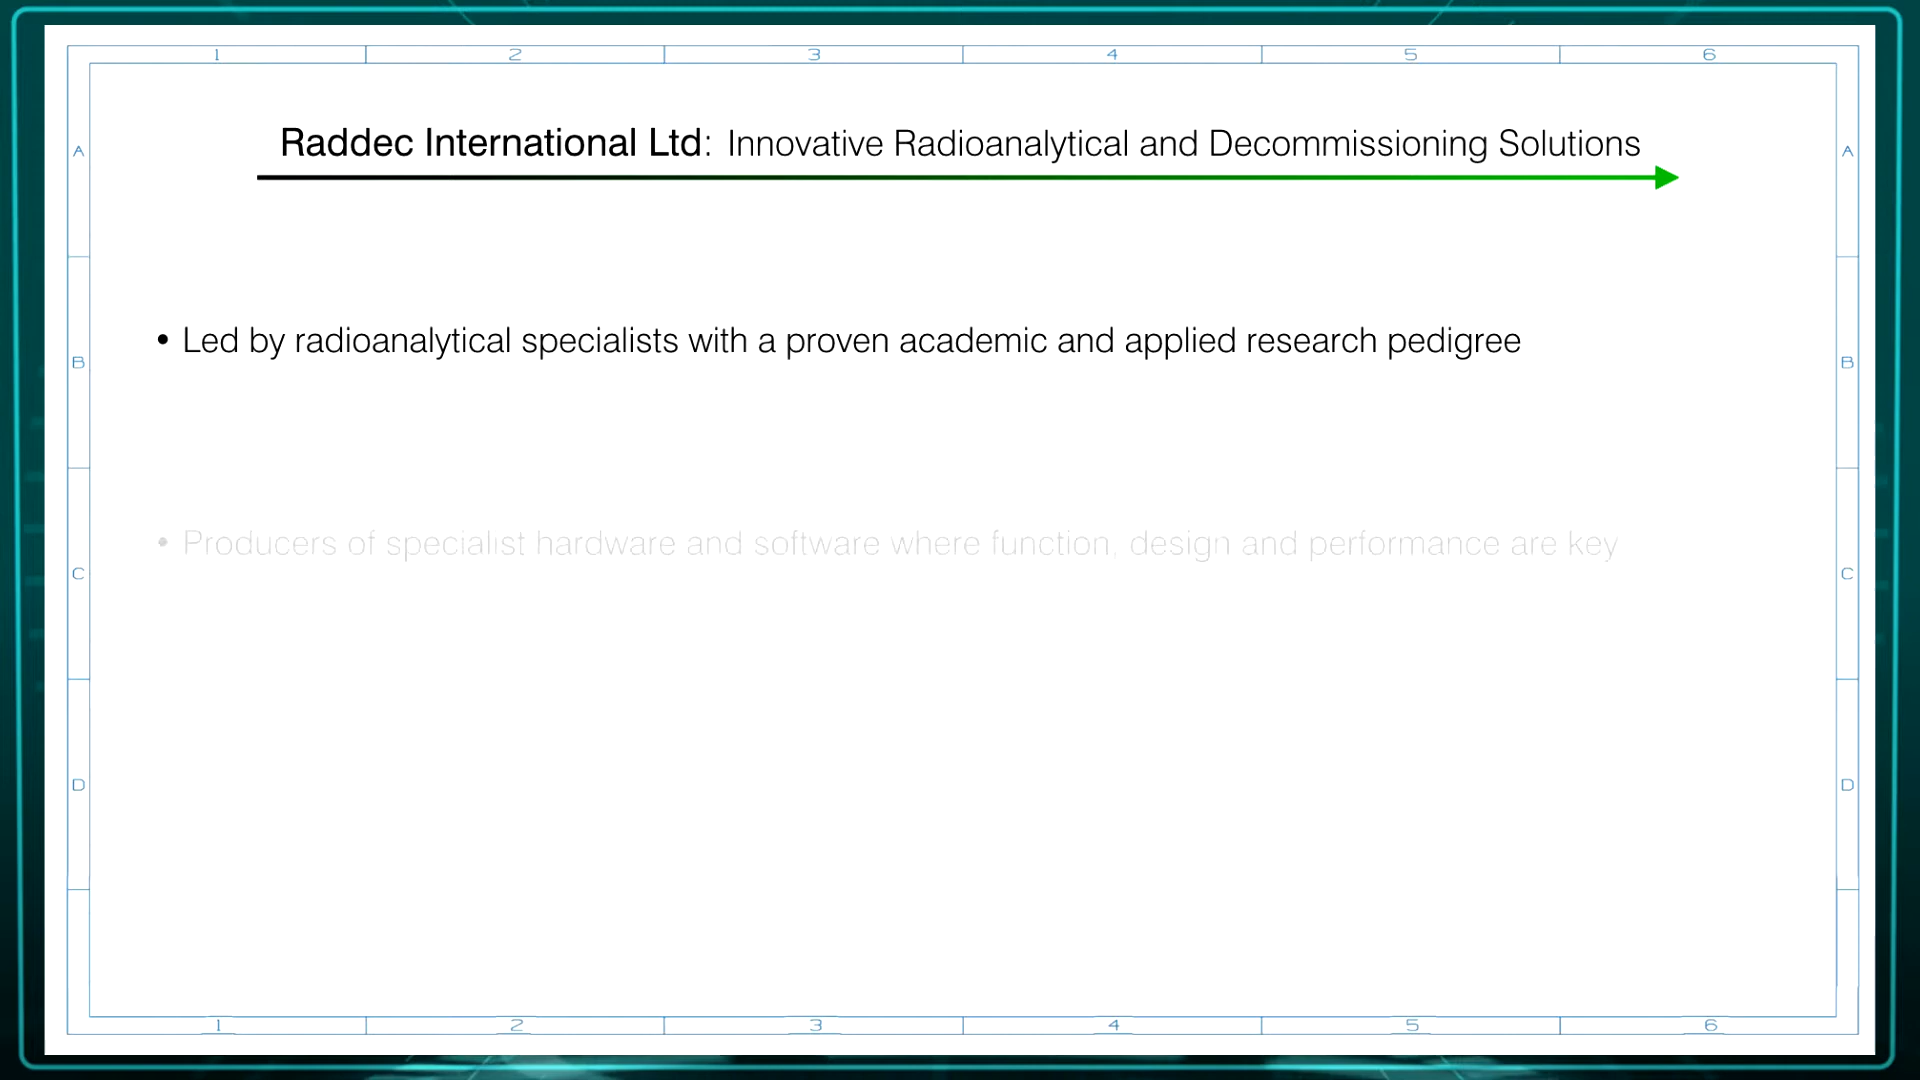 1 2 3 4 5 6
A A
Raddec International Ltd: Innovative Radioanalytical and Decommissioning Solutions
• Led by radioanalytical specialists with a proven academic and applied research pedigree
B B
• Producers of specialist hardware and software where function, design and performance are key
C C
D D
1 2 3 4 5 6